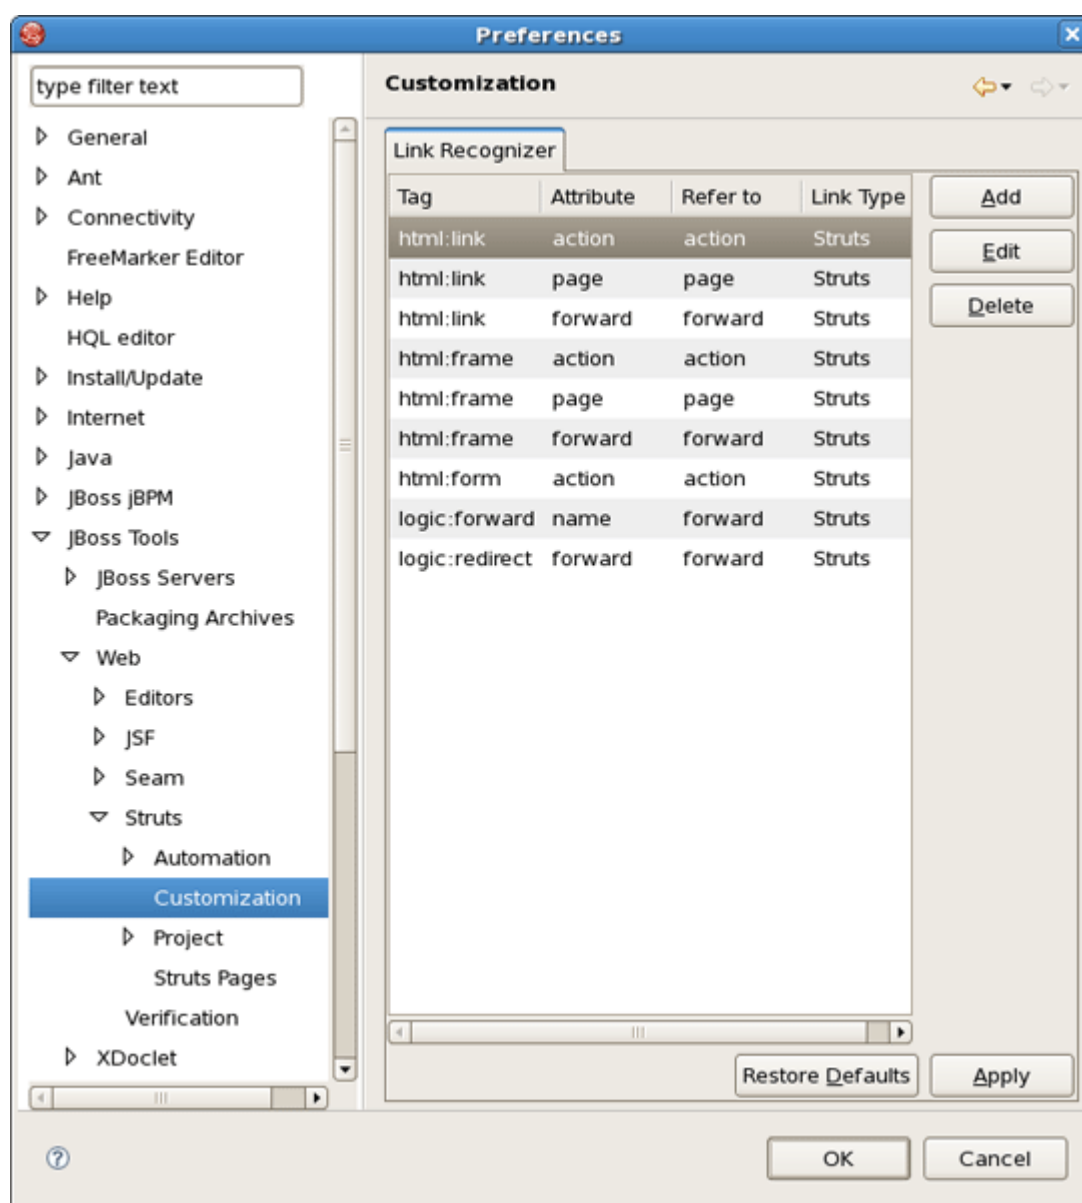 Preferences
type filter text
General
Ant
Connectivity
FreeMarker Editor
Help
HQL editor
Install/Update
Internet
Java
JBoss jBPM
JBoss Tools
JBoss Servers
Packaging Archives
Web
Editors
JSF
Seam
Struts
Automation
Customization
Project
Struts Pages
Verification
XDoclet
Customization
Link Recognizer
Tag Attribute Refer to Link Type
html:link action action Struts
html:link page page Struts
html:link forward forward Struts
html:frame action action Struts
html:frame page page Struts
html:frame forward forward Struts
html:form action action Struts
logic:forward name forward Struts
logic:redirect forward forward Struts
Add
Edit
Delete
Restore Defaults Apply
OK Cancel